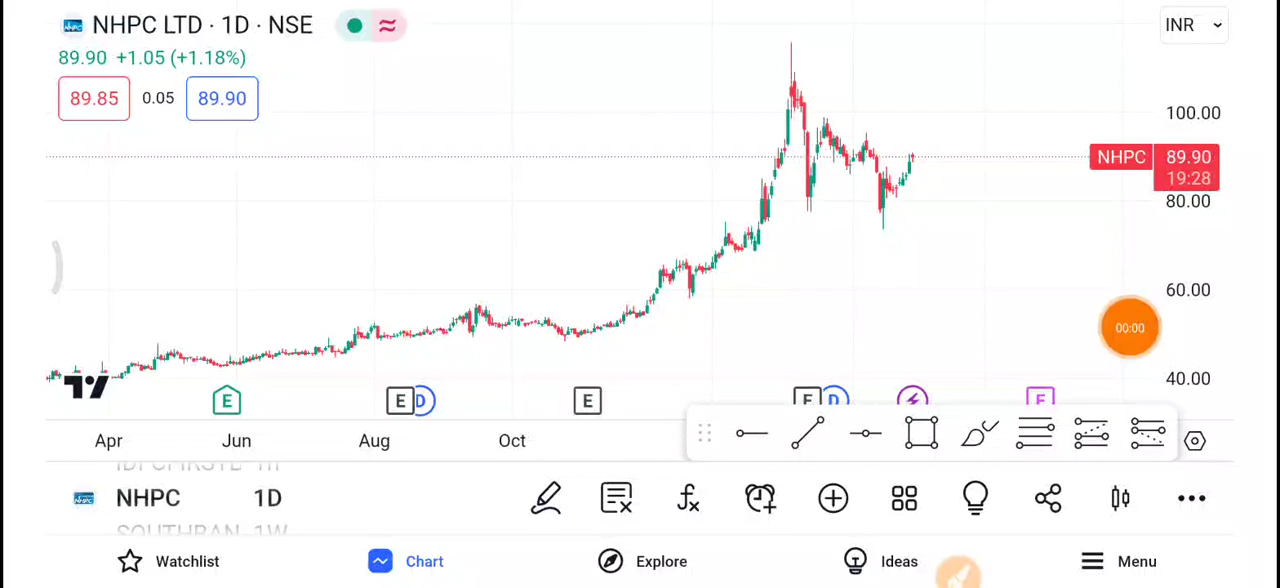 NHPC LTD · 1D · NSE
INR
89.90 +1.05 (+1.18%)
89.85 0.05 89.90
100.00
NHPC 89.90
19:28
80.00
60.00
00:00
40.00
E E D E E D E
Apr Jun Aug Oct
NHPC 1D
SOUTHBAN 1W
Watchlist Chart Explore Ideas Menu